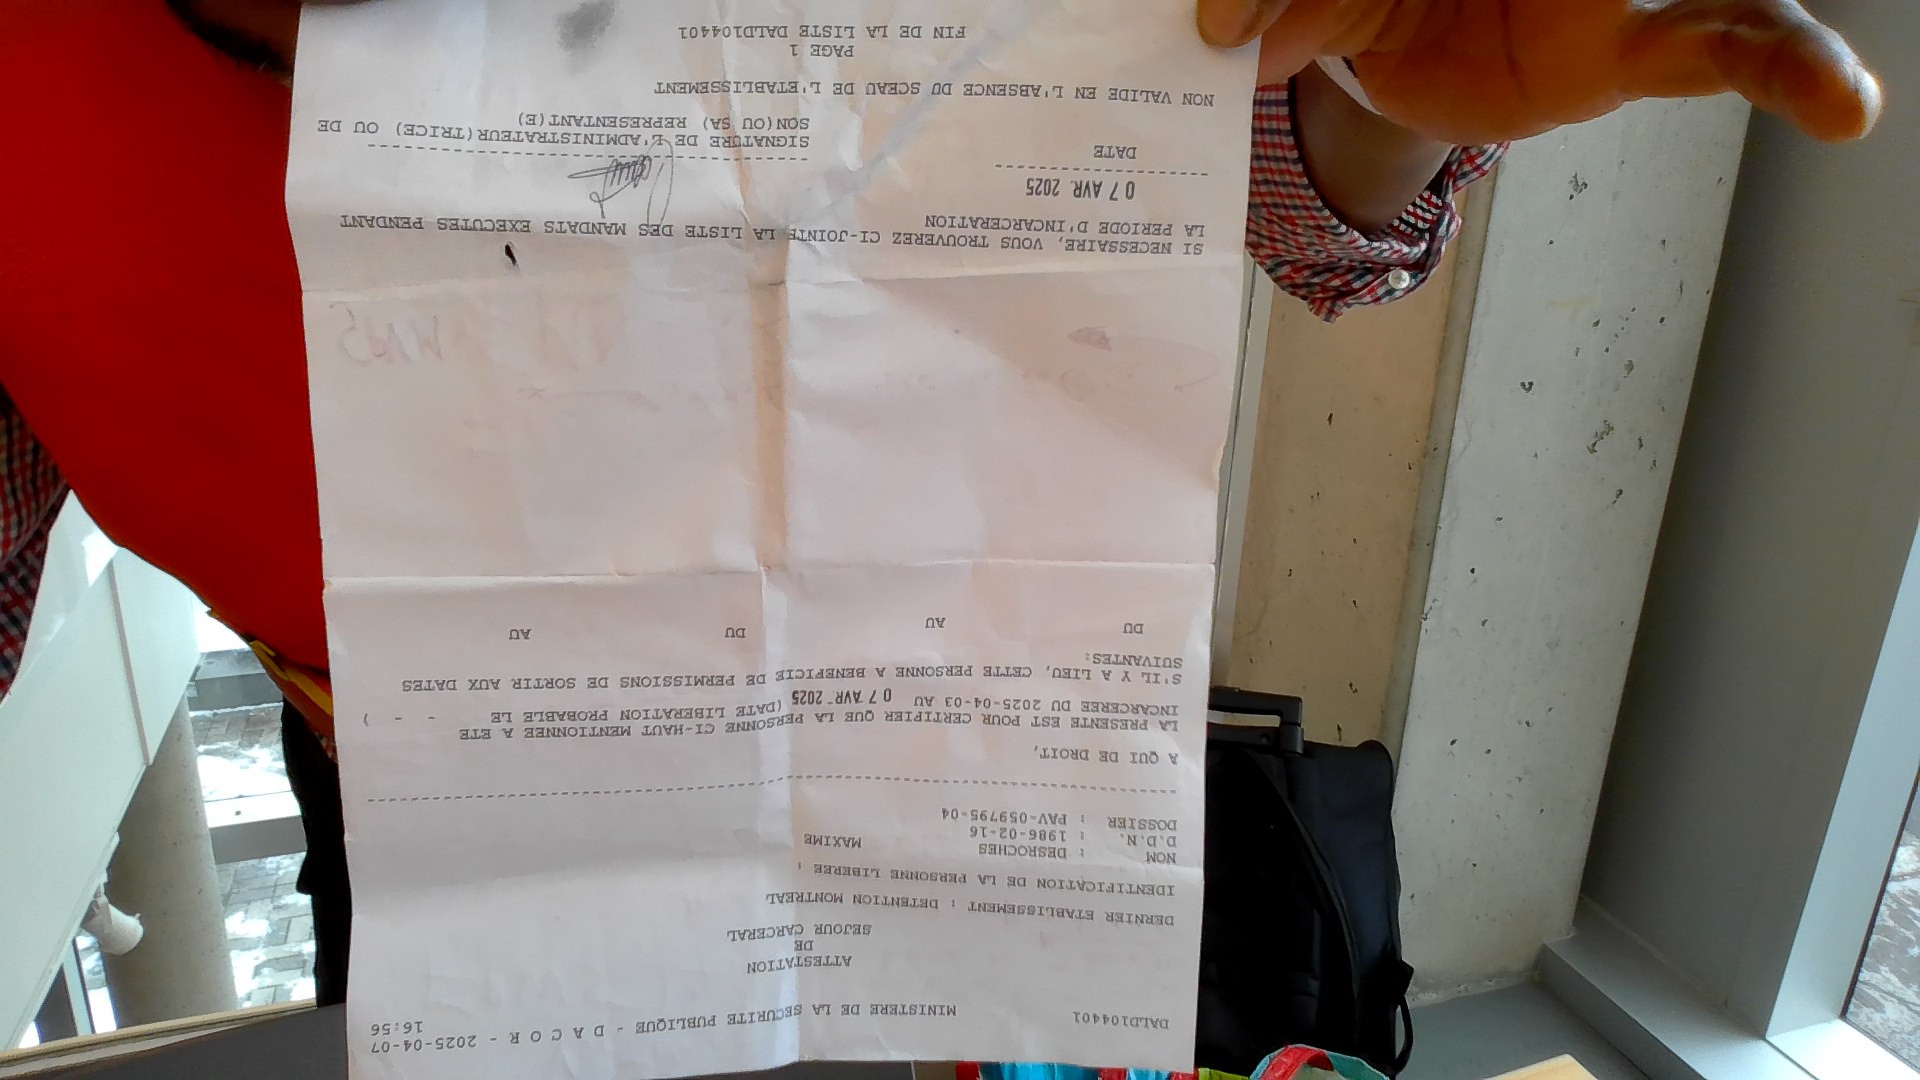 DALD104401 MINISTERE DE LA SECURITE PUBLIQUE - D A C O R - 2025-04-07
16:56
ATTESTATION
DE
SEJOUR CARCERAL
DERNIER ETABLISSEMENT : DETENTION MONTREAL
IDENTIFICATION DE LA PERSONNE LIBEREE :
NOM : DESROCHES MAXIME
D.D.N. : 1986-02-16
DOSSIER : PAV-059795-04
A QUI DE DROIT,
LA PRESENTE EST POUR CERTIFIER QUE LA PERSONNE CI-HAUT MENTIONNEE A ETE
INCARCEREE DU 2025-04-03 AU 07 AVR. 2025 (DATE LIBERATION PROBABLE LE - - )
S'IL Y A LIEU, CETTE PERSONNE A BENEFICIE DE PERMISSIONS DE SORTIR AUX DATES
SUIVANTES:
DU AU DU AU
SI NECESSAIRE, VOUS TROUVEREZ CI-JOINTE LA LISTE DES MANDATS EXECUTES PENDANT
LA PERIODE D'INCARCERATION
07 AVR. 2025
DATE
SIGNATURE DE L'ADMINISTRATEUR(TRICE) OU DE
SON(OU SA) REPRESENTANT(E)
NON VALIDE EN L'ABSENCE DU SCEAU DE L'ETABLISSEMENT
PAGE 1
FIN DE LA LISTE DALD104401